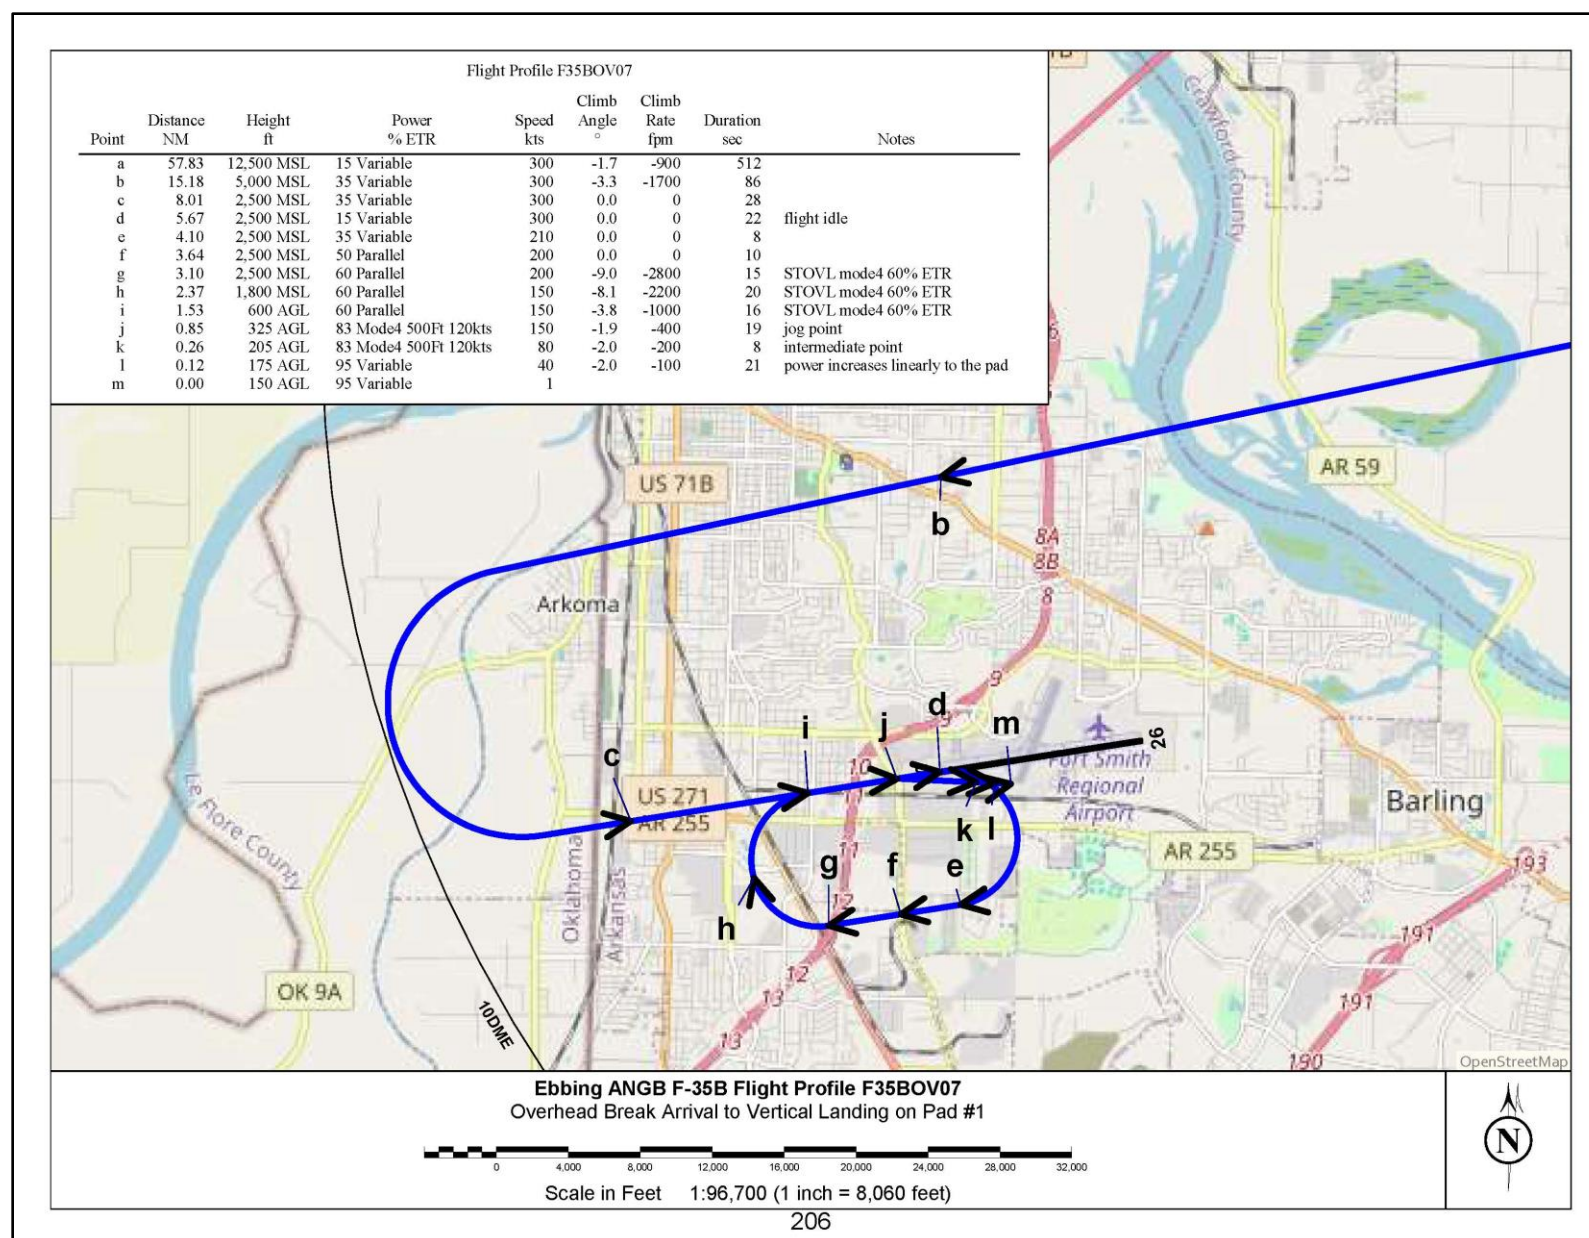 Flight Profile F35BOV07
Climb Climb
Distance Height Power Speed Angle Rate Duration
Point NM ft % ETR kts ° fpm sec Notes
a 57.83 12,500 MSL 15 Variable 300 -1.7 -900 512
b 15.18 5,000 MSL 35 Variable 300 -3.3 -1700 86
c 8.01 2,500 MSL 35 Variable 300 0.0 0 28
d 5.67 2,500 MSL 15 Variable 300 0.0 0 22 flight idle
e 4.10 2,500 MSL 35 Variable 210 0.0 0 8
f 3.64 2,500 MSL 50 Parallel 200 0.0 0 10
g 3.10 2,500 MSL 60 Parallel 200 -9.0 -2800 15 STOVL mode4 60% ETR
h 2.37 1,800 MSL 60 Parallel 150 -8.1 -2200 20 STOVL mode4 60% ETR
i 1.53 600 AGL 60 Parallel 150 -3.8 -1000 16 STOVL mode4 60% ETR
j 0.85 325 AGL 83 Mode4 500Ft 120kts 150 -1.9 -400 19 jog point
k 0.26 205 AGL 83 Mode4 500Ft 120kts 80 -2.0 -200 8 intermediate point
l 0.12 175 AGL 95 Variable 40 -2.0 -100 21 power increases linearly to the pad
m 0.00 150 AGL 95 Variable 1
Crawford County
AR 59
US 71B
b
8A
8B
8
Arkoma
9
d
9
i
j
m
26
c
10
Fort Smith
Regional
Airport
US 271
AR 255
Barling
k
l
11
AR 255
g
f
e
193
Le Flore County
Oklahoma
Arkansas
h
12
12
191
OK 9A
13
191
10DME
13
190
OpenStreetMap
Ebbing ANGB F-35B Flight Profile F35BOV07
Overhead Break Arrival to Vertical Landing on Pad #1
0 4,000 8,000 12,000 16,000 20,000 24,000 28,000 32,000
Scale in Feet 1:96,700 (1 inch = 8,060 feet)
N
206